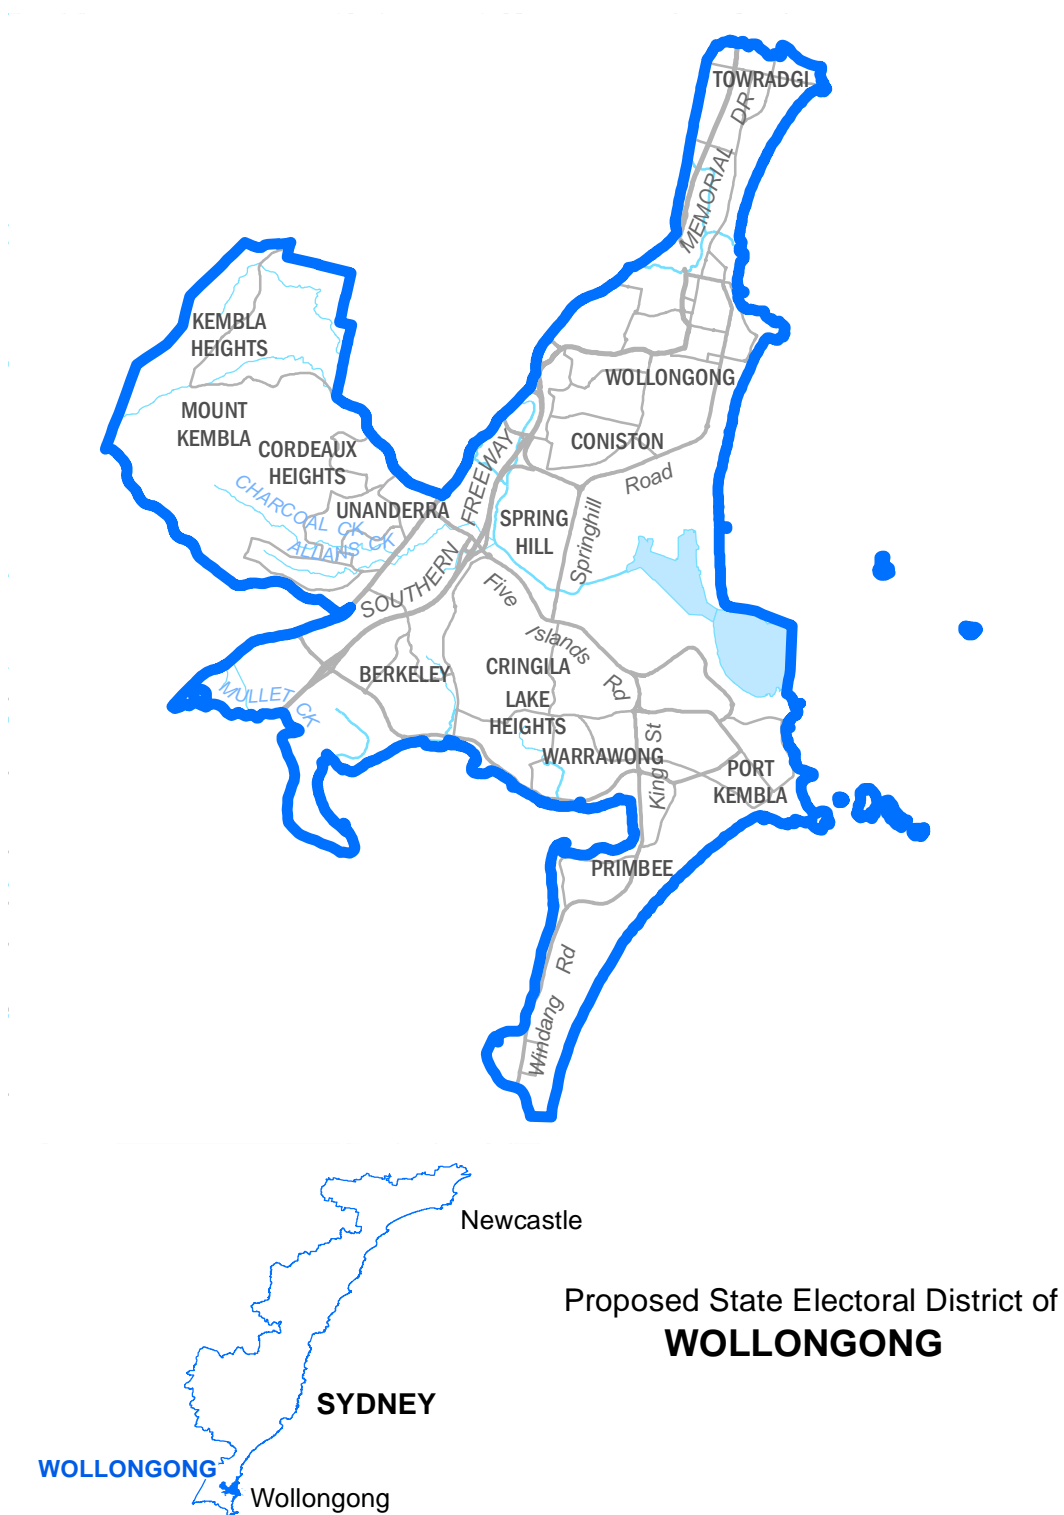 TOWRADGI
MEMORIAL DR
KEMBLA
HEIGHTS
MOUNT
KEMBLA
WOLLONGONG
CORDEAUX
HEIGHTS
CONISTON
Springhill Road
CHARCOAL CK
UNANDERRA
ALLANS CK
SOUTHERN FREEWAY
SPRING
HILL
Five Islands Rd
BERKELEY
CRINGILA
MULLET CK
LAKE
HEIGHTS
WARRAWONG
King St
PORT
KEMBLA
PRIMBEE
Windang Rd
Newcastle
Proposed State Electoral District of
WOLLONGONG
SYDNEY
WOLLONGONG
Wollongong